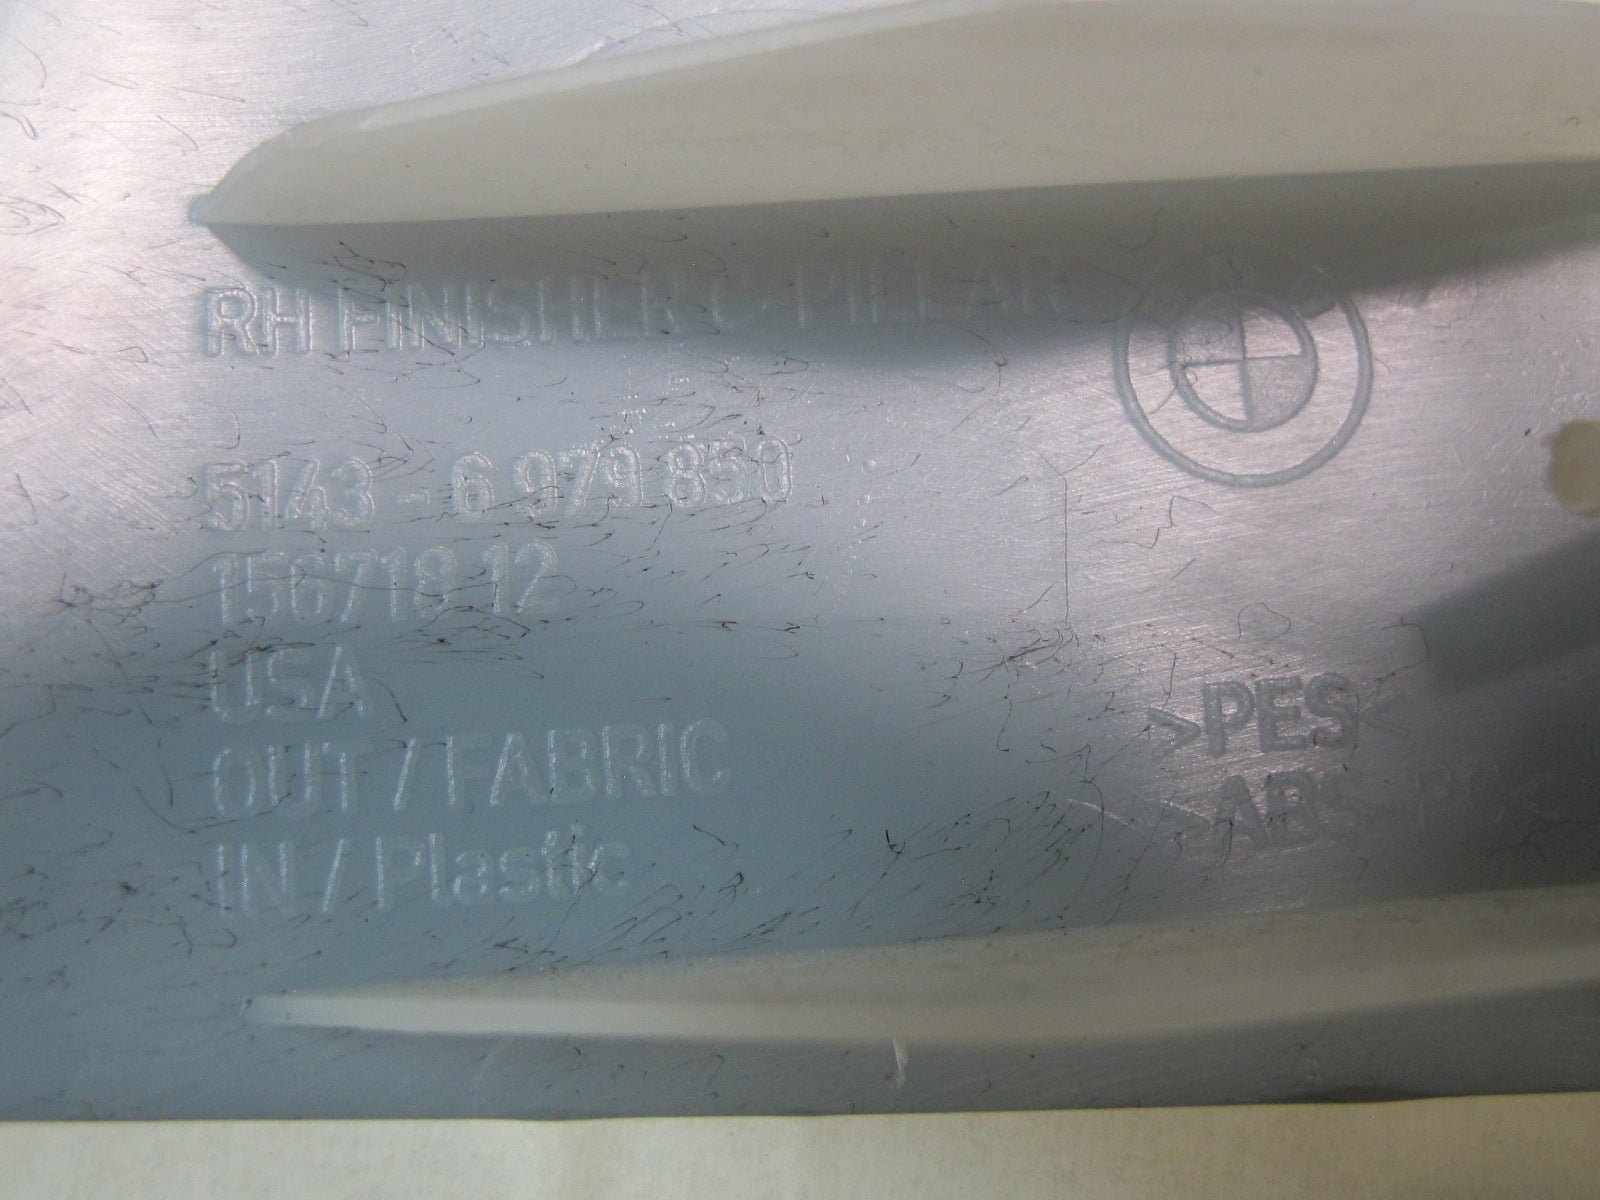 RH FINISHER C-PILLAR
5143 - 6 979 850
156718 12
USA
OUT / FABRIC
IN / Plastic
>PES<